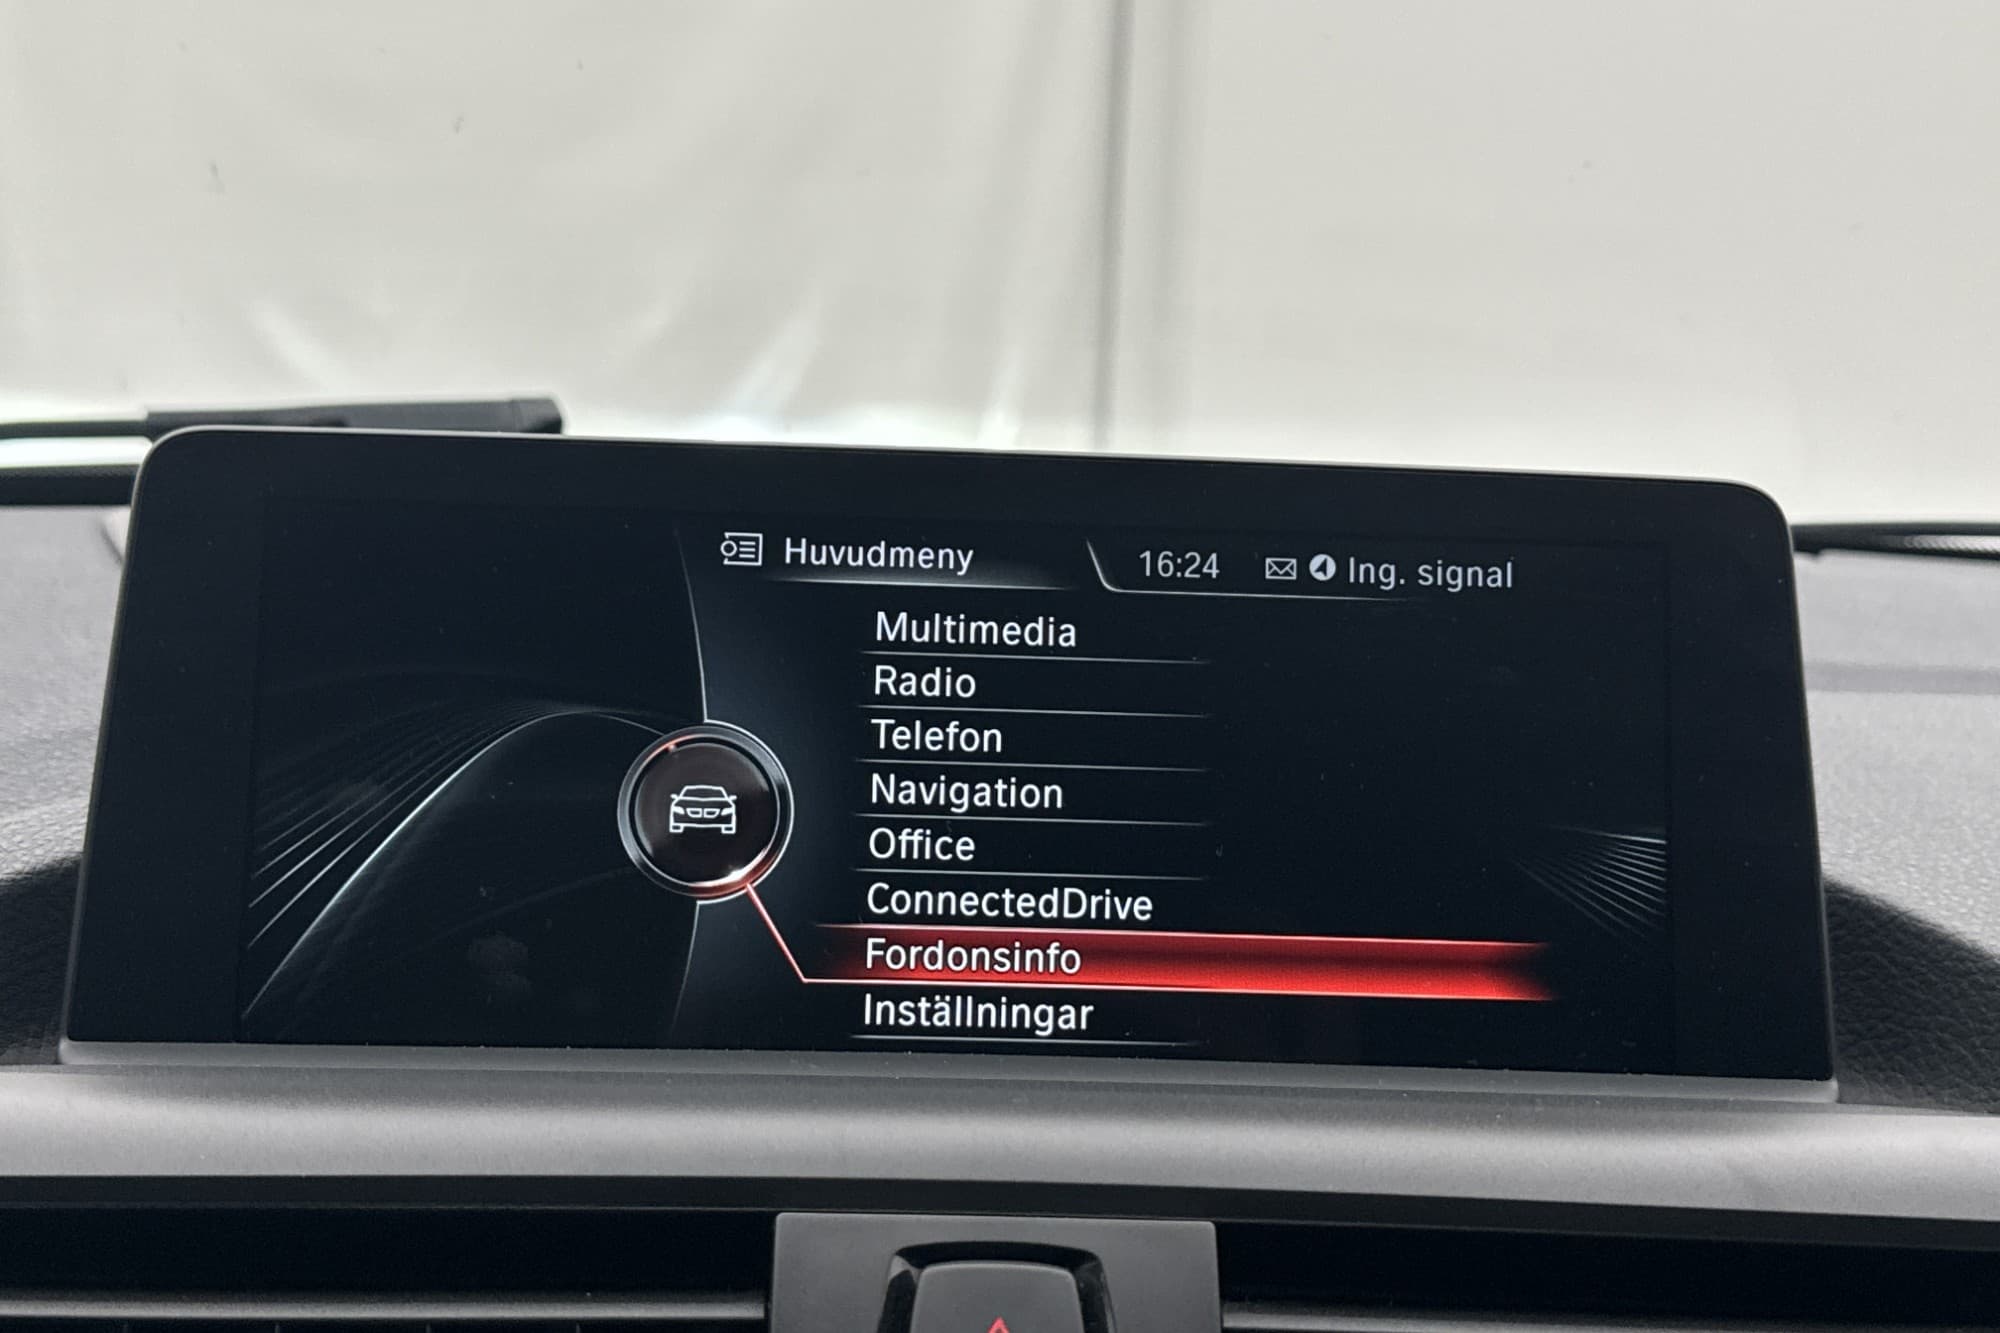 Huvudmeny
16:24 Ing. signal
Multimedia
Radio
Telefon
Navigation
Office
ConnectedDrive
Fordonsinfo
Inställningar